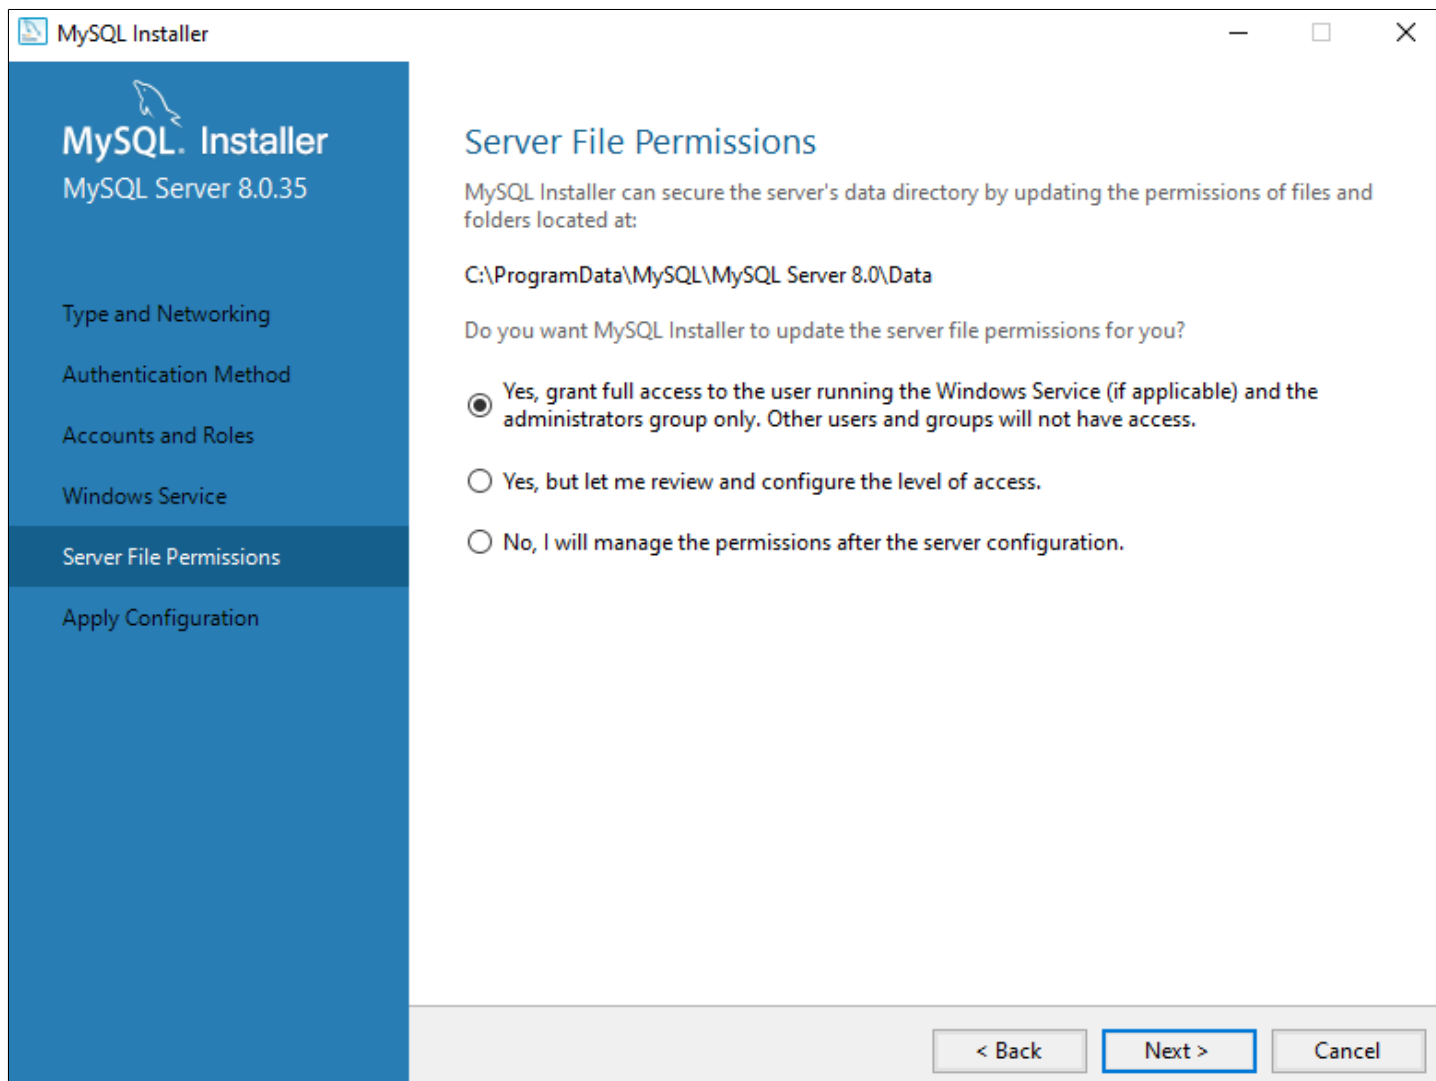 MySQL Installer
MySQL. Installer
MySQL Server 8.0.35
Type and Networking
Authentication Method
Accounts and Roles
Windows Service
Server File Permissions
Apply Configuration
Server File Permissions
MySQL Installer can secure the server's data directory by updating the permissions of files and
folders located at:
C:\ProgramData\MySQL\MySQL Server 8.0\Data
Do you want MySQL Installer to update the server file permissions for you?
Yes, grant full access to the user running the Windows Service (if applicable) and the
administrators group only. Other users and groups will not have access.
Yes, but let me review and configure the level of access.
No, I will manage the permissions after the server configuration.
< Back
Next >
Cancel